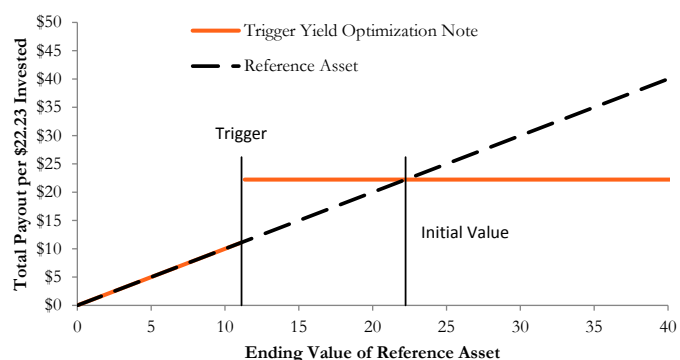 $50
$45
$40
$35
$30
$25
$20
$15
$10
$5
$0
Total Payout per $22.23 Invested
Trigger Yield Optimization Note
Reference Asset
Trigger
Initial Value
0 5 10 15 20 25 30 35 40
Ending Value of Reference Asset